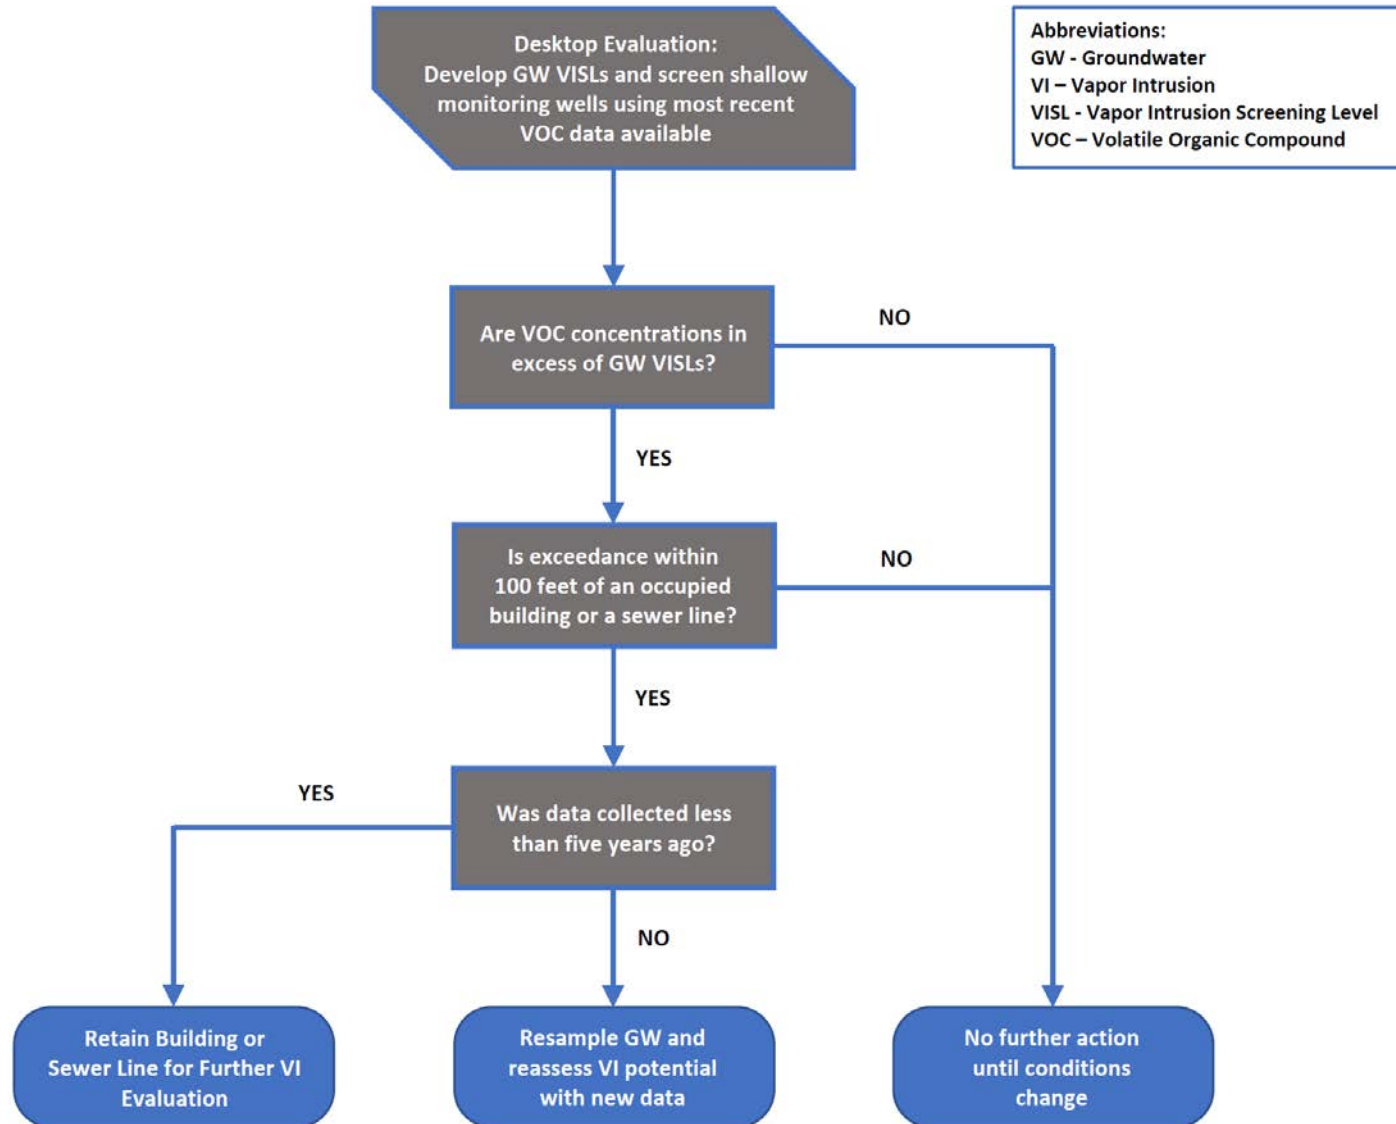 Desktop Evaluation:
Develop GW VISLs and screen shallow
monitoring wells using most recent
VOC data available
Abbreviations:
GW - Groundwater
VI – Vapor Intrusion
VISL - Vapor Intrusion Screening Level
VOC – Volatile Organic Compound
Are VOC concentrations in
excess of GW VISLs?
NO
YES
Is exceedance within
100 feet of an occupied
building or a sewer line?
NO
YES
Was data collected less
than five years ago?
YES
NO
Retain Building or
Sewer Line for Further VI
Evaluation
Resample GW and
reassess VI potential
with new data
No further action
until conditions
change